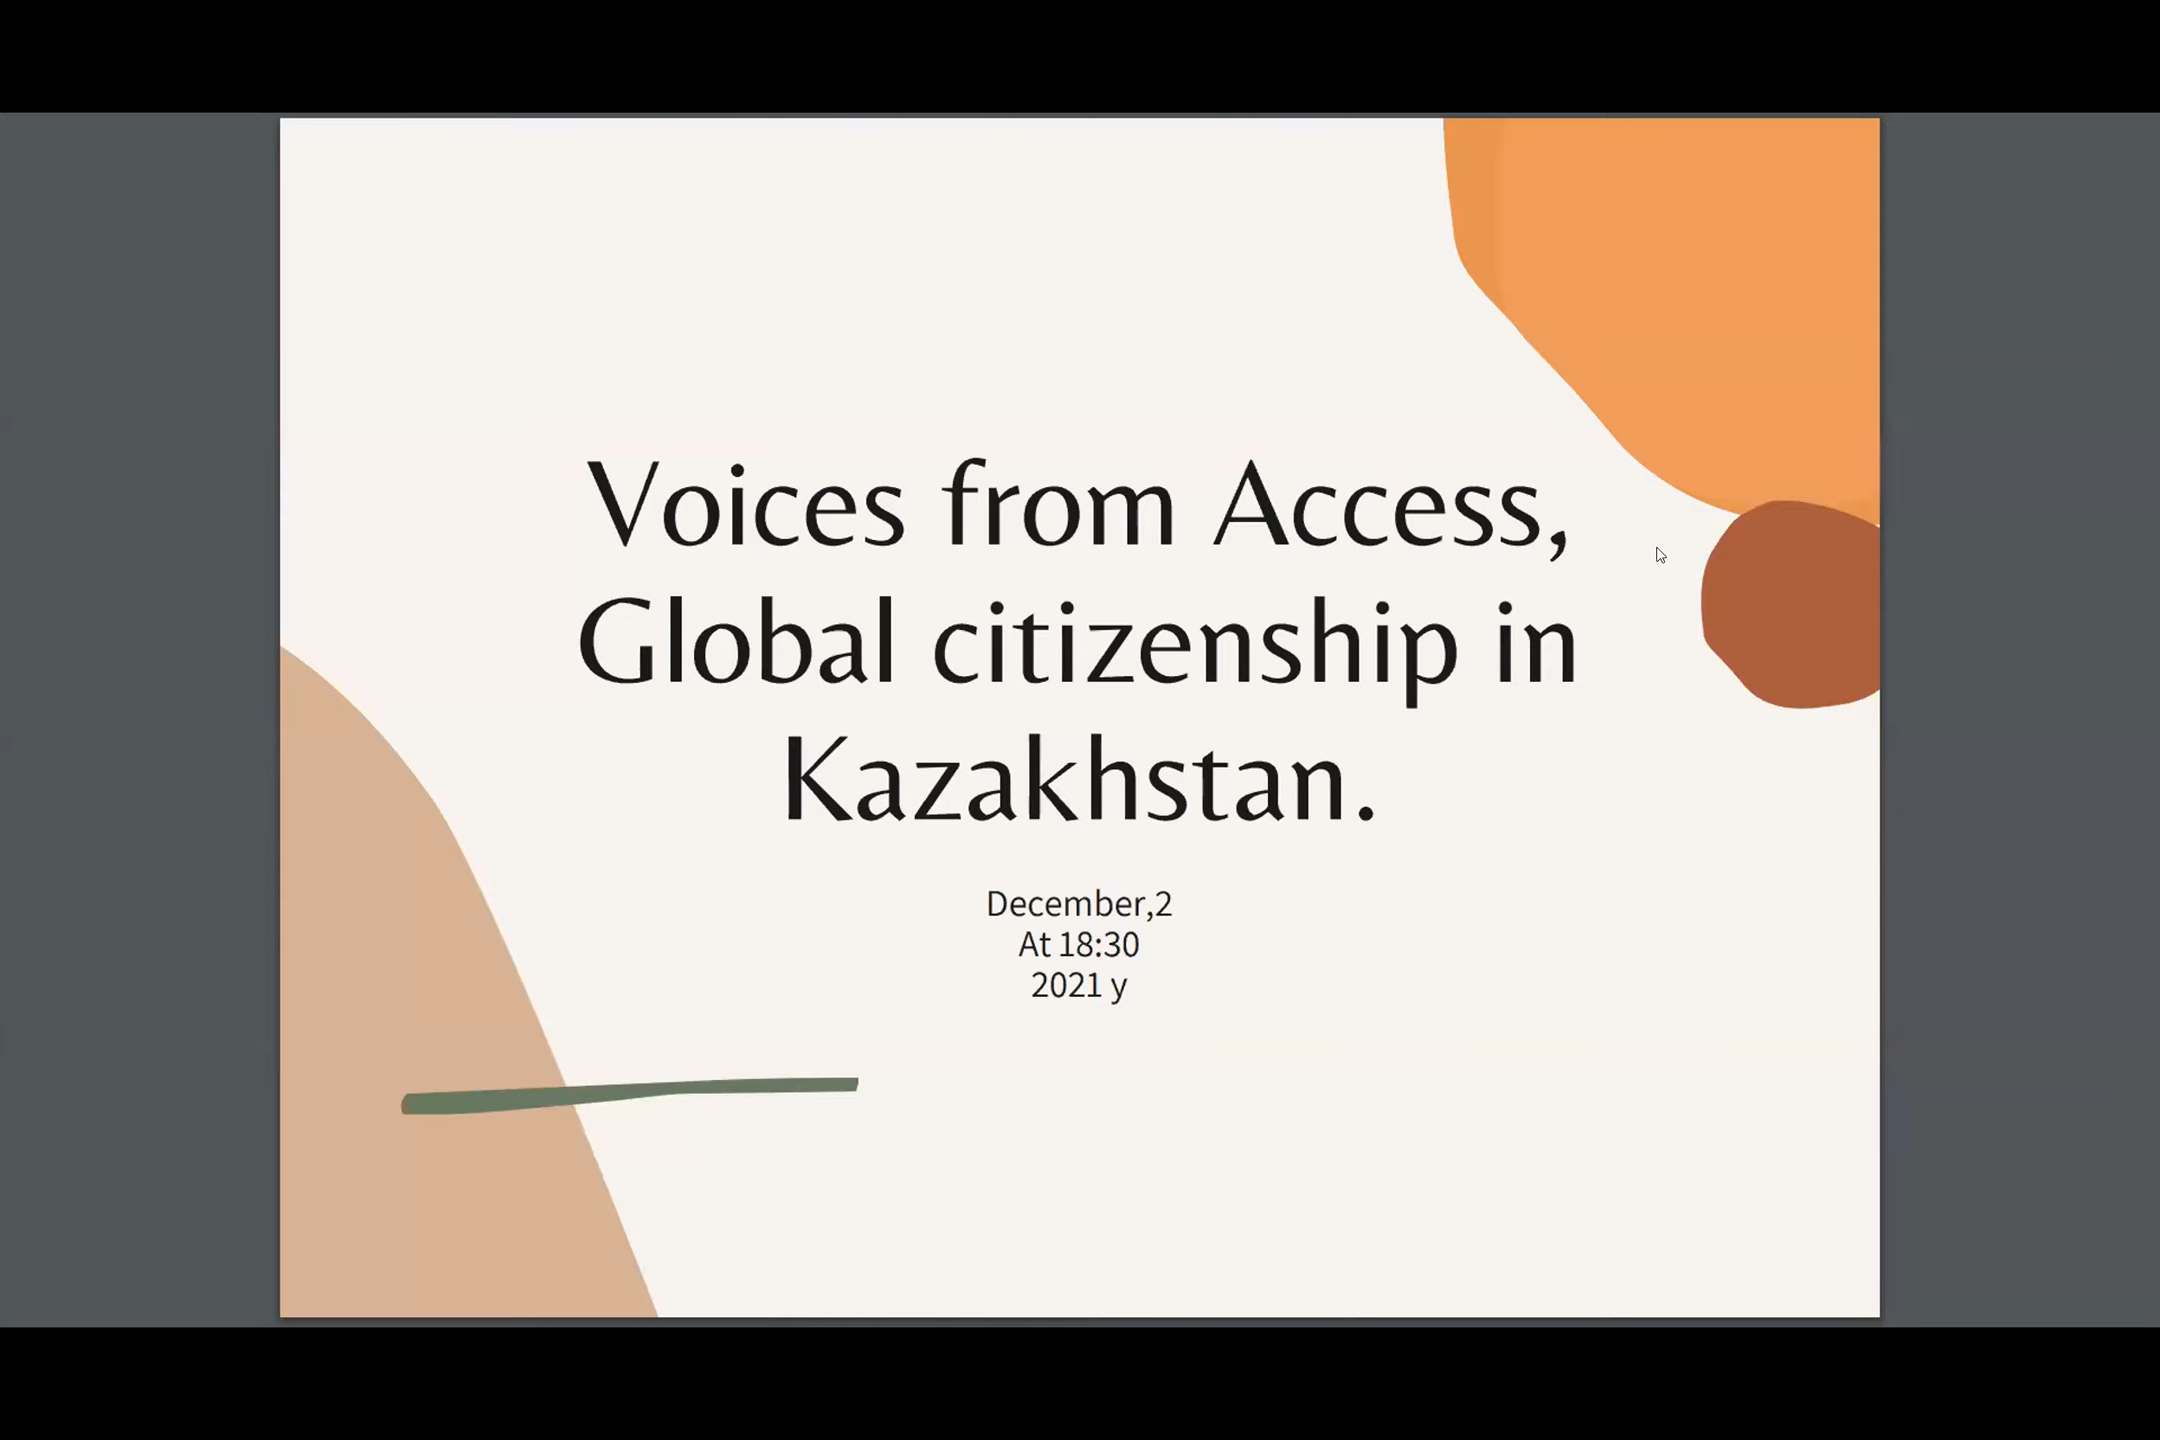 Voices from Access,
Global citizenship in
Kazakhstan.
December,2
At 18:30
2021 y